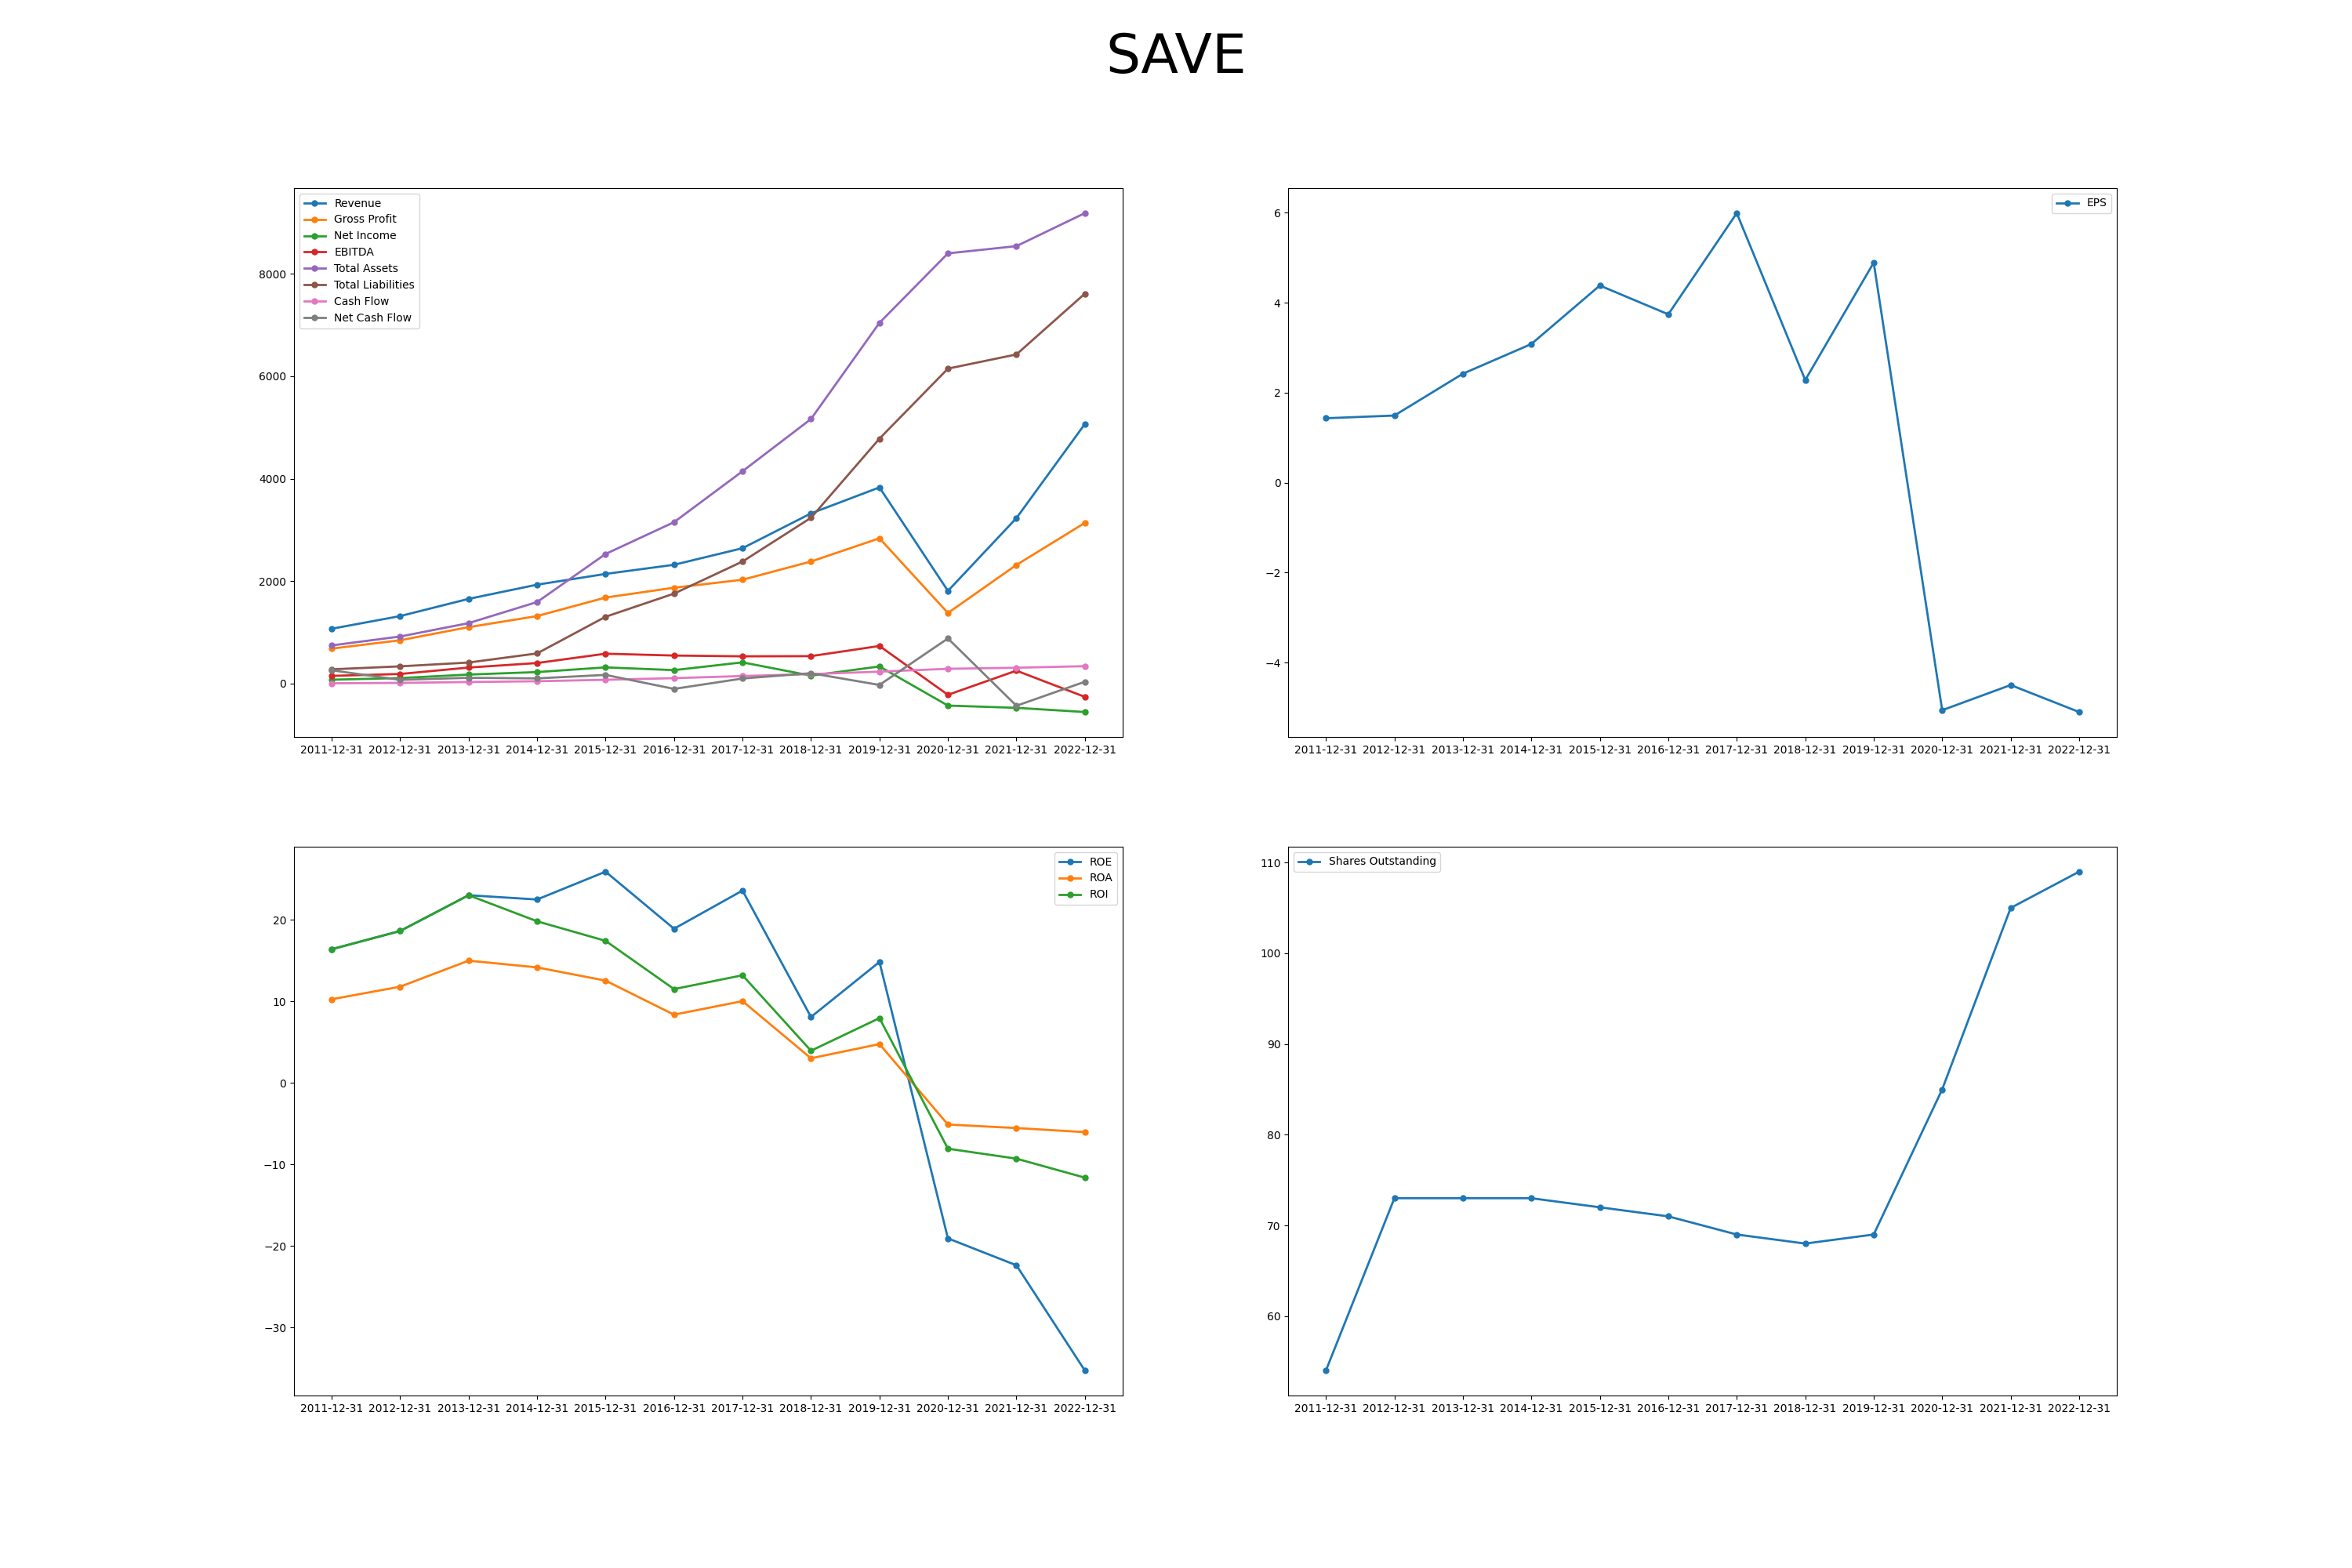 SAVE
Revenue
Gross Profit
Net Income
EBITDA
Total Assets
Total Liabilities
Cash Flow
Net Cash Flow
8000
6000
4000
2000
0
2011-12-31 2012-12-31 2013-12-31 2014-12-31 2015-12-31 2016-12-31 2017-12-31 2018-12-31 2019-12-31 2020-12-31 2021-12-31 2022-12-31
EPS
6
4
2
0
−2
−4
2011-12-31 2012-12-31 2013-12-31 2014-12-31 2015-12-31 2016-12-31 2017-12-31 2018-12-31 2019-12-31 2020-12-31 2021-12-31 2022-12-31
ROE
ROA
ROI
20
10
0
−10
−20
−30
2011-12-31 2012-12-31 2013-12-31 2014-12-31 2015-12-31 2016-12-31 2017-12-31 2018-12-31 2019-12-31 2020-12-31 2021-12-31 2022-12-31
Shares Outstanding
110
100
90
80
70
60
2011-12-31 2012-12-31 2013-12-31 2014-12-31 2015-12-31 2016-12-31 2017-12-31 2018-12-31 2019-12-31 2020-12-31 2021-12-31 2022-12-31